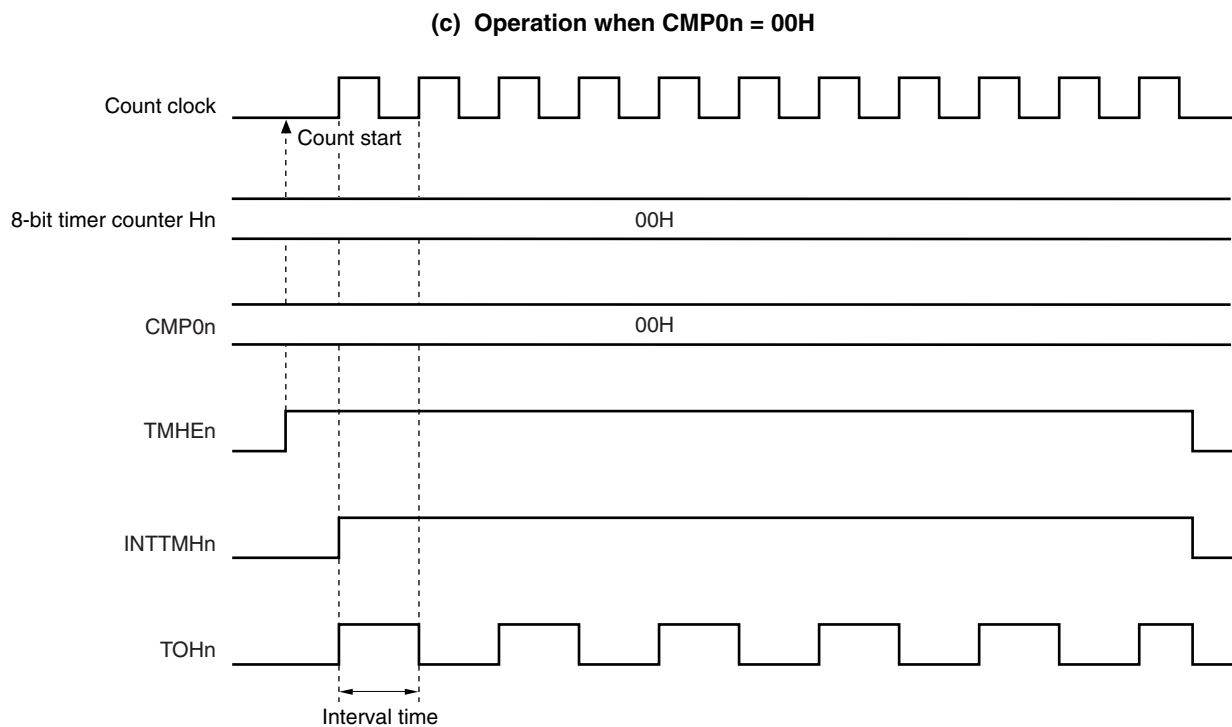 (c) Operation when CMP0n = 00H
Count clock
Count start
8-bit timer counter Hn
00H
CMP0n
00H
TMHEn
INTTMHn
TOHn
Interval time